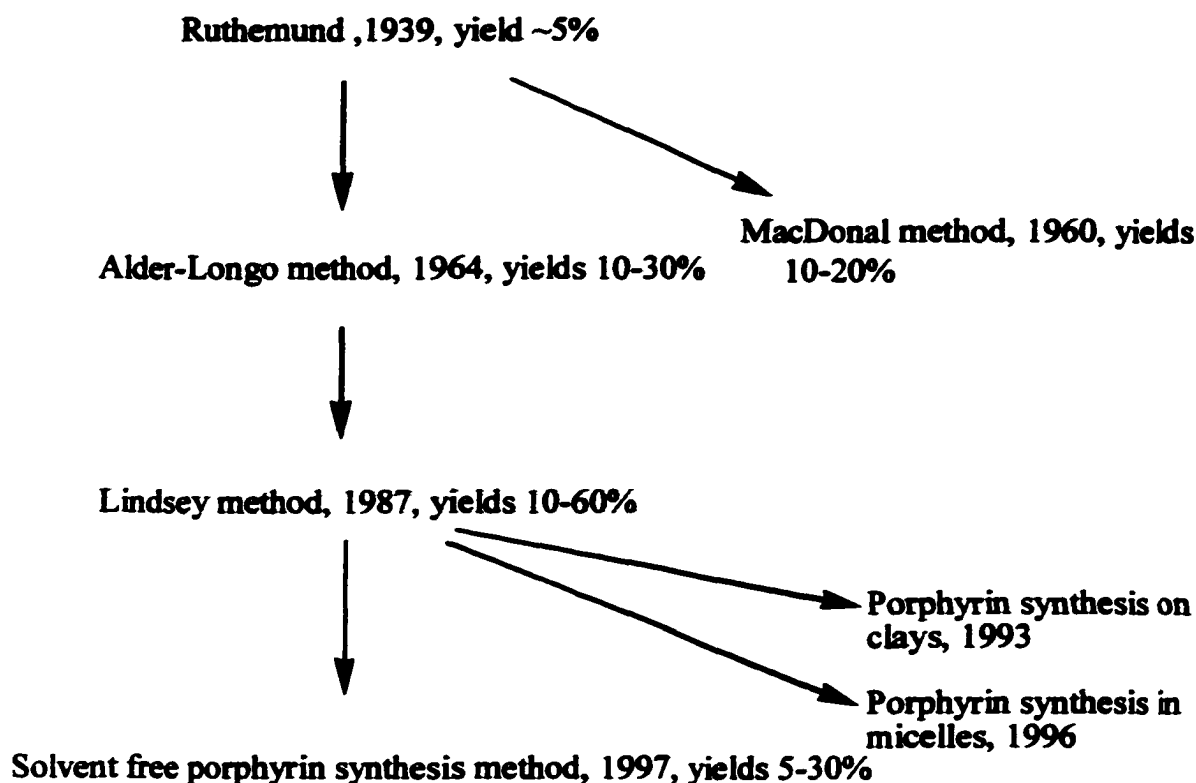 Ruthemund ,1939, yield ~5%
MacDonal method, 1960, yields
10-20%
Alder-Longo method, 1964, yields 10-30%
Lindsey method, 1987, yields 10-60%
Porphyrin synthesis on
clays, 1993
Porphyrin synthesis in
micelles, 1996
Solvent free porphyrin synthesis method, 1997, yields 5-30%